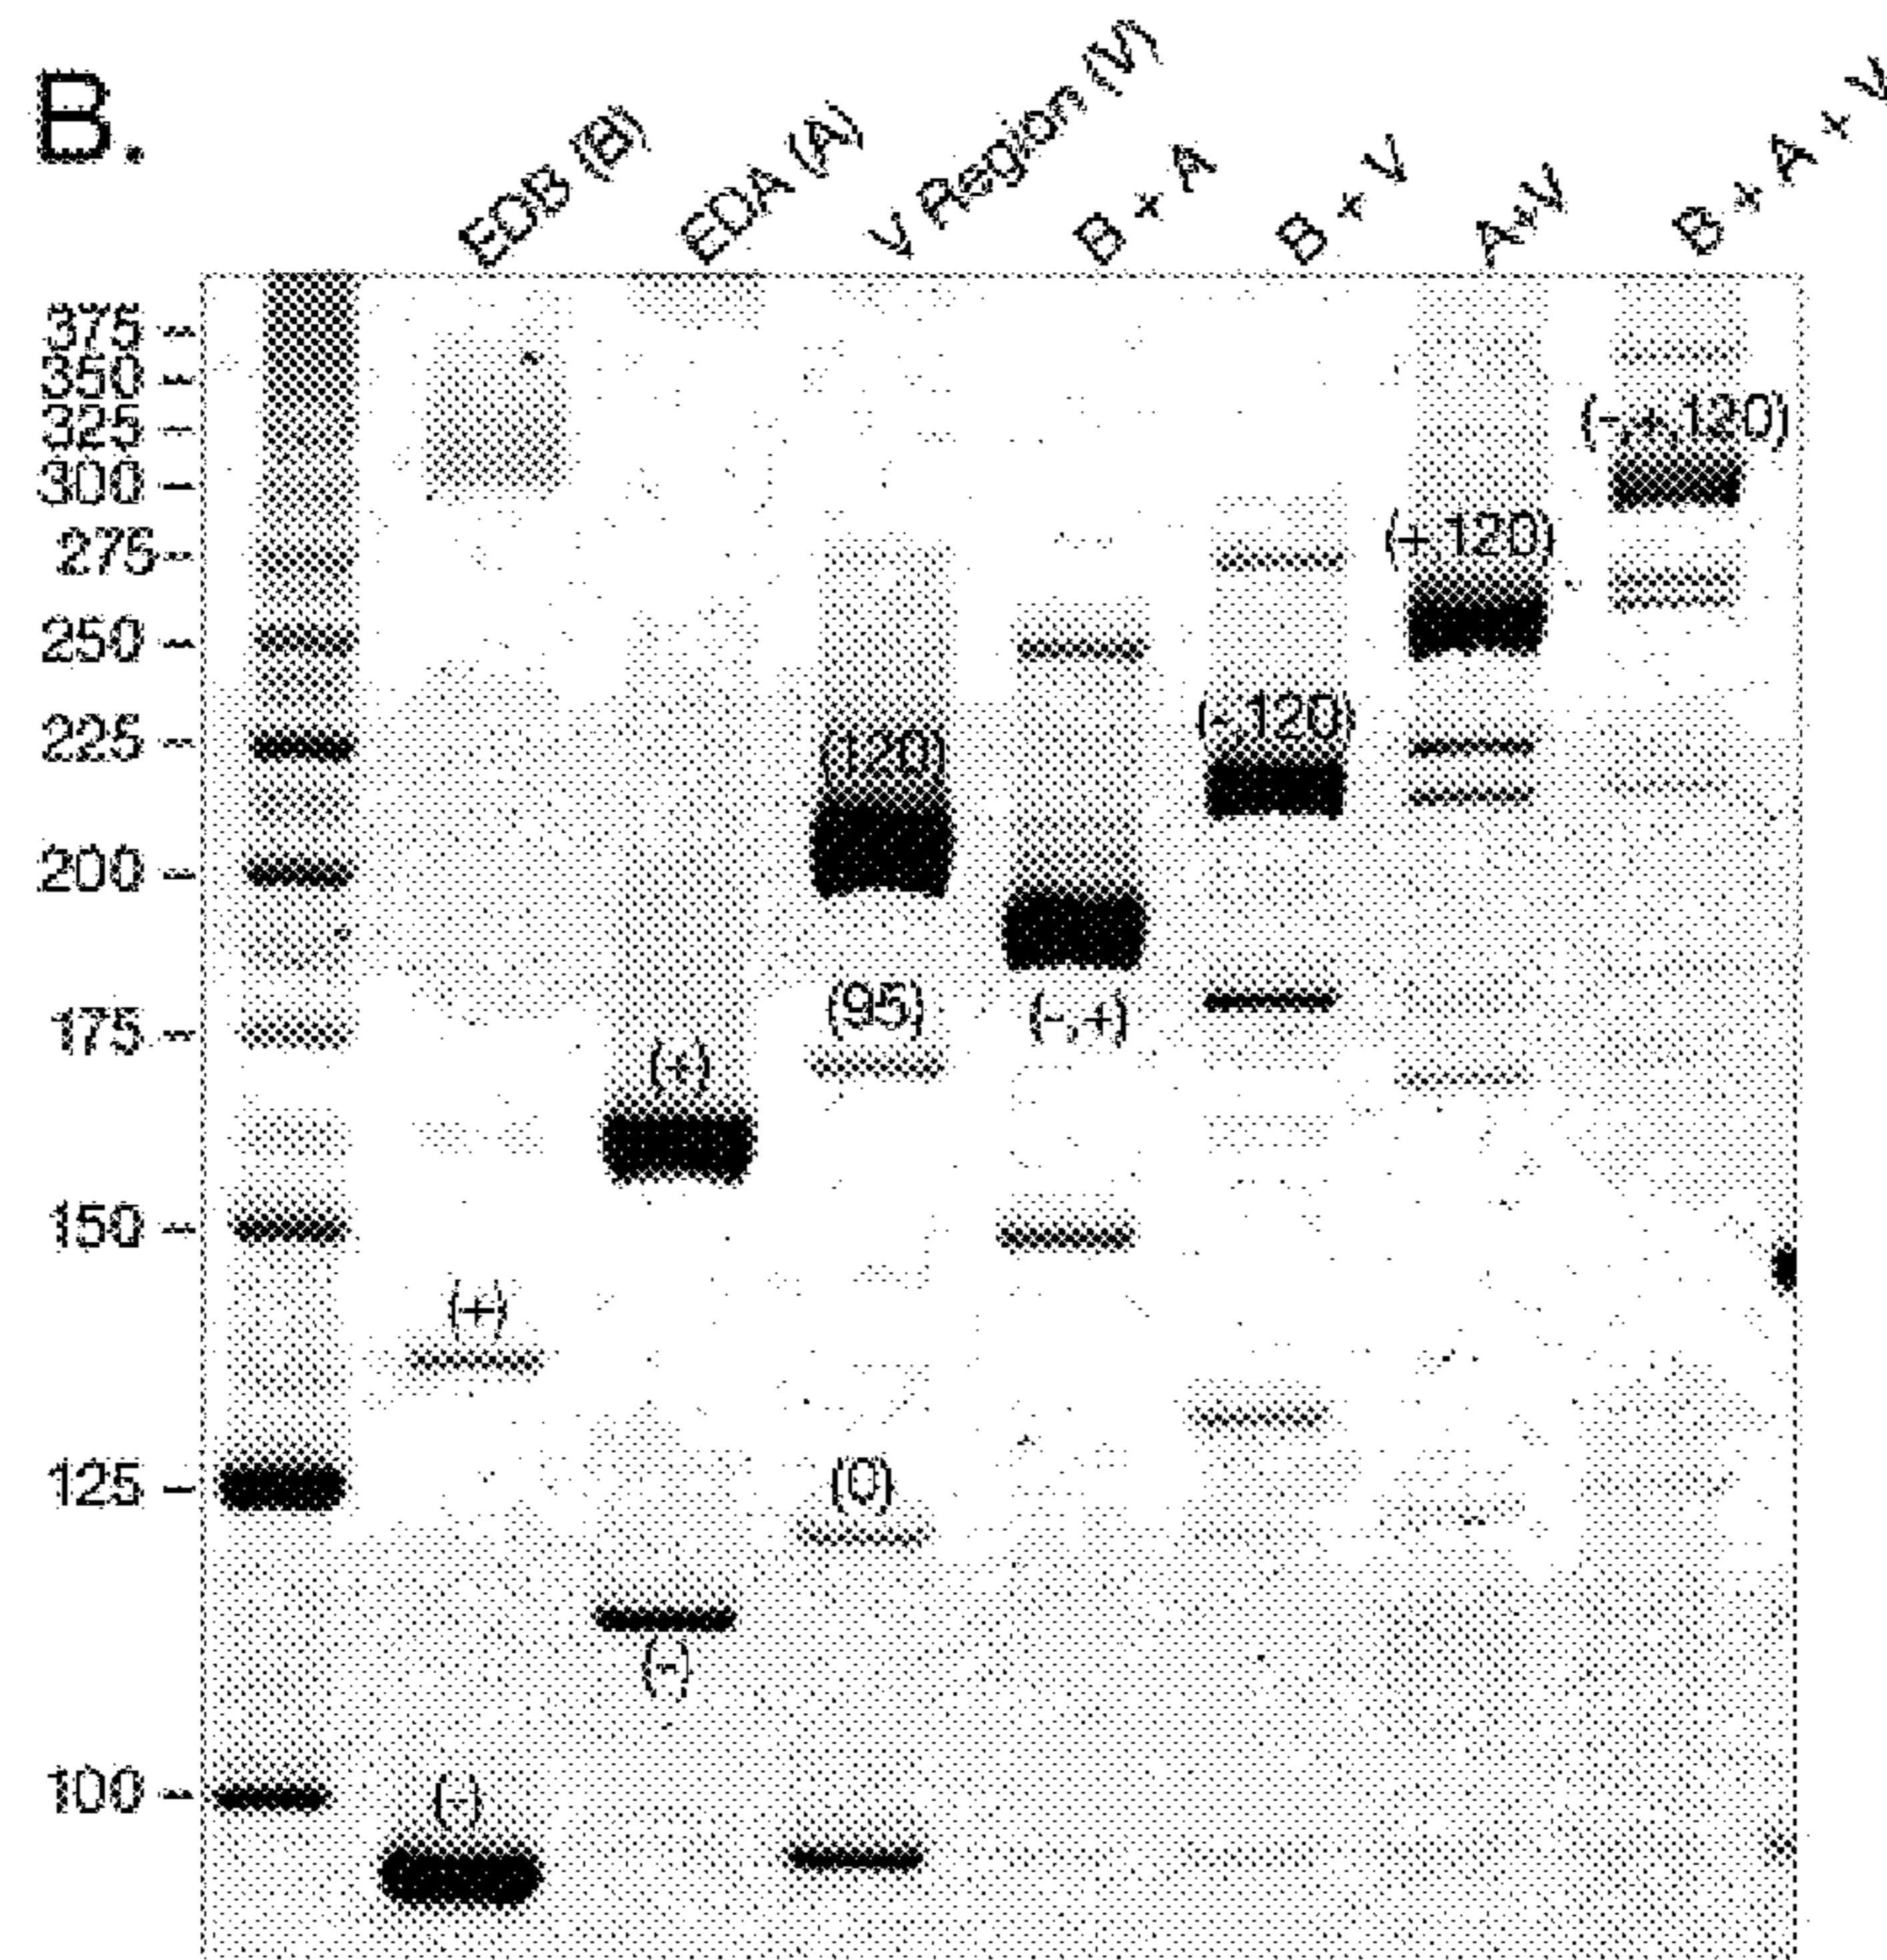 B.
EDB (B)
EDA (A)
V Region (V)
B + A
B + V
A+V
B + A + V
375
350
325
300
275
250
225
200
175
150
125
100
(-,+,120)
(+,120)
(-,120)
(120)
(95)
(-,+)
(+)
(+)
(0)
(-)
(-)